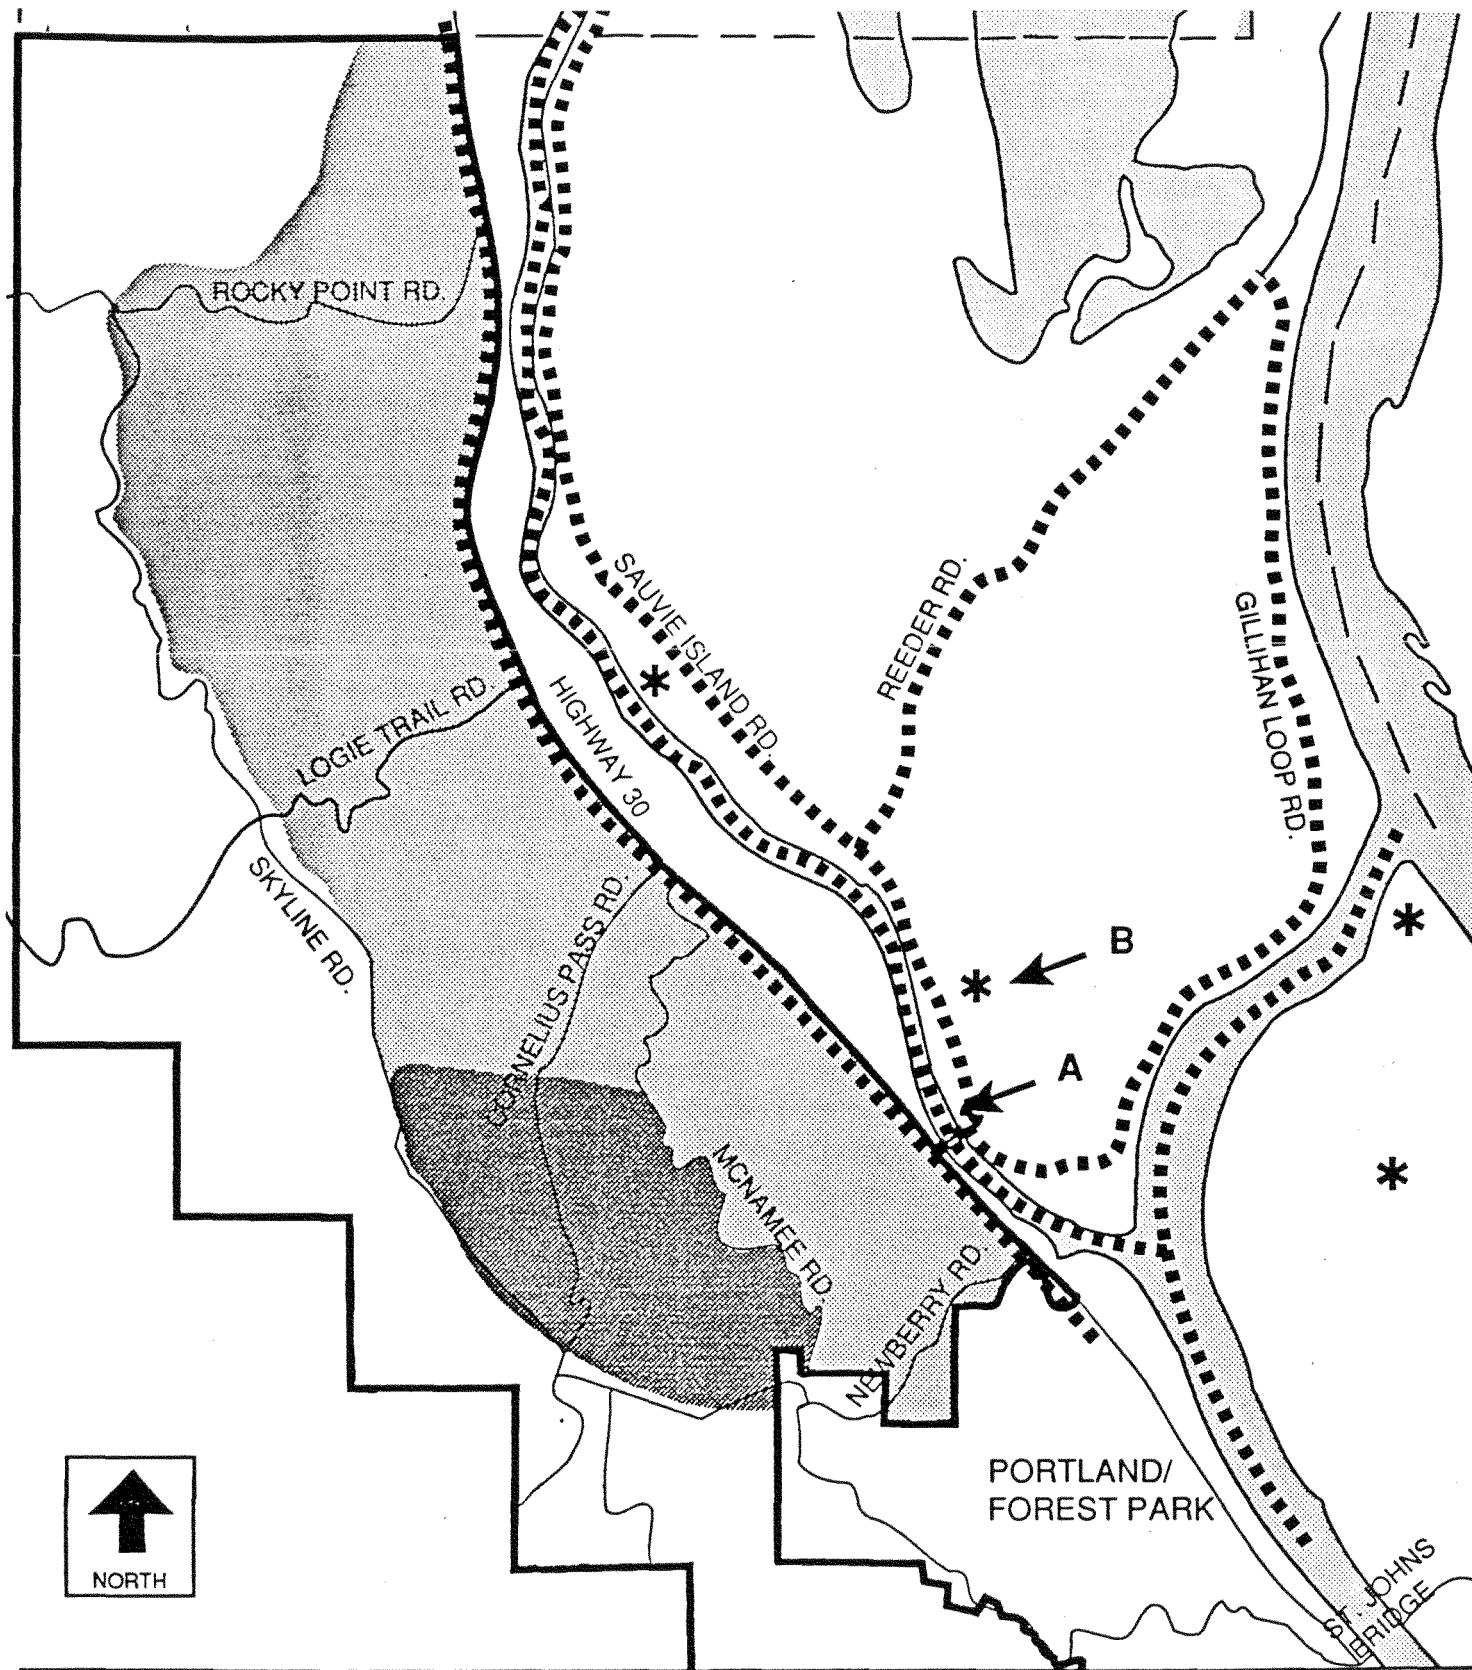 ROCKY POINT RD.
SAUVIE ISLAND RD.
REEDER RD.
GILLIHAN LOOP RD.
LOGIE TRAIL RD.
HIGHWAY 30
SKYLINE RD.
CORNELIUS PASS RD.
B
A
MCNAMEE RD.
NEWBERRY RD.
PORTLAND/
FOREST PARK
NORTH
ST. JOHNS
BRIDGE